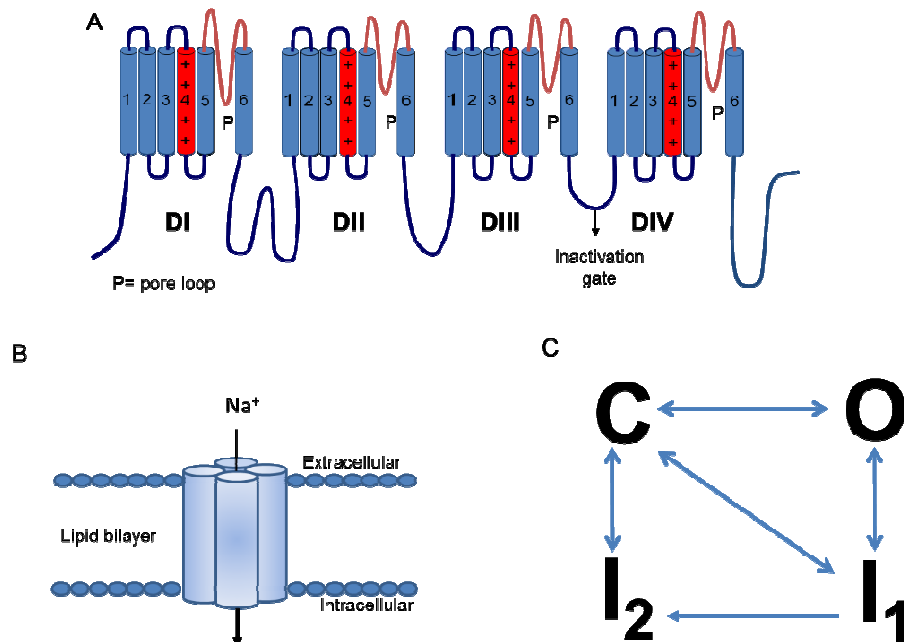 A
1 2 3 + + 4 + + 5 P 6
1 2 3 + + 4 + + 5 P 6
1 2 3 + + 4 + + 5 P 6
1 2 3 + + 4 + + 5 P 6
DI DII DIII DIV
P= pore loop
Inactivation
gate
B
Na⁺
Extracellular
Lipid bilayer
Intracellular
C
C O
I₂ I₁